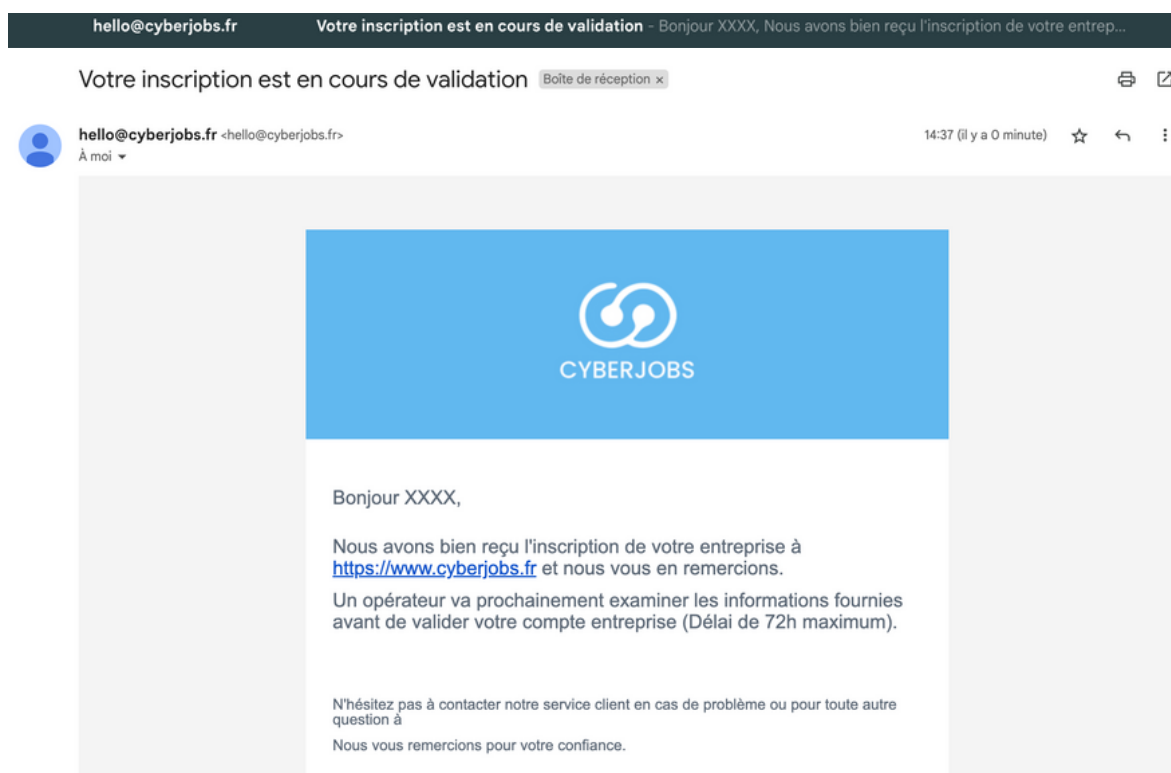 hello@cyberjobs.fr Votre inscription est en cours de validation - Bonjour XXXX, Nous avons bien reçu l'inscription de votre entrep...
Votre inscription est en cours de validation Boîte de réception ×
hello@cyberjobs.fr <hello@cyberjobs.fr> 14:37 (il y a 0 minute)
À moi
CYBERJOBS
Bonjour XXXX,
Nous avons bien reçu l'inscription de votre entreprise à
https://www.cyberjobs.fr et nous vous en remercions.
Un opérateur va prochainement examiner les informations fournies
avant de valider votre compte entreprise (Délai de 72h maximum).
N'hésitez pas à contacter notre service client en cas de problème ou pour toute autre
question à
Nous vous remercions pour votre confiance.